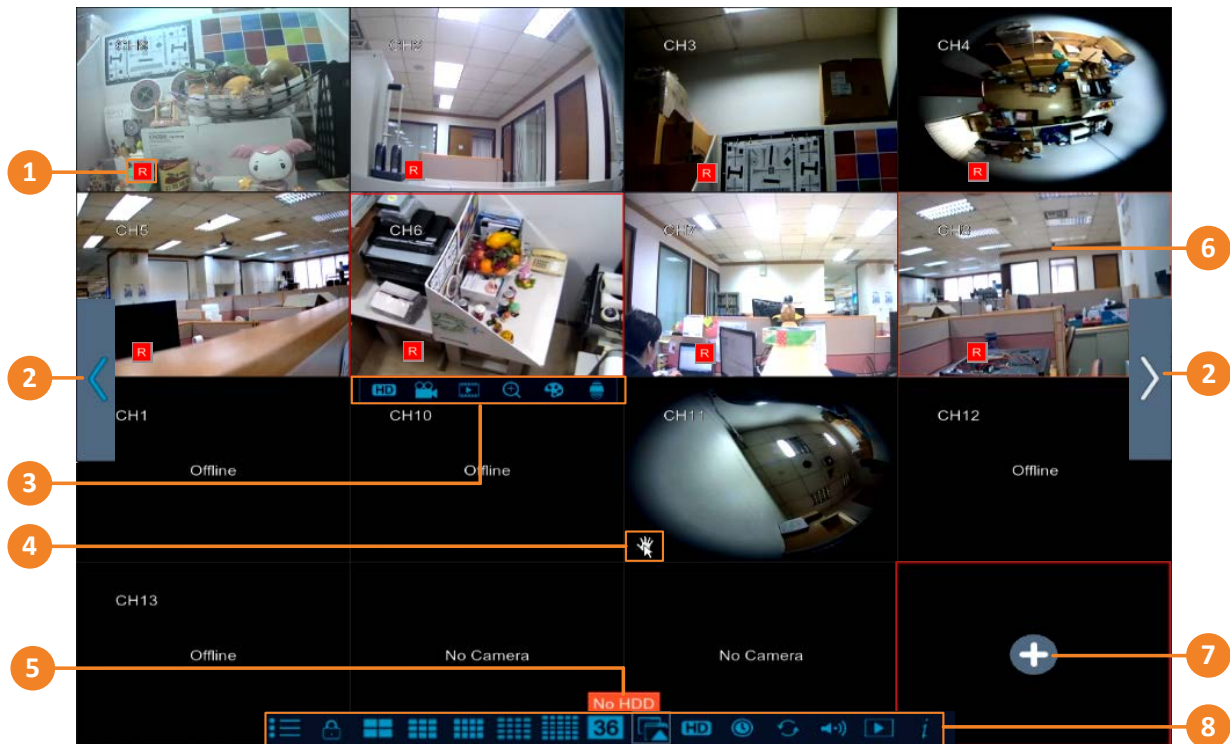 CH3
CH4
1
R
R
R
R
CH5
CH6
CH7
6
R
R
R
R
2
2
HD
CH1
CH10
CH11
CH12
Offline
Offline
Offline
3
4
CH13
Offline
No Camera
No Camera
5
7
No HDD
36
HD
i
8